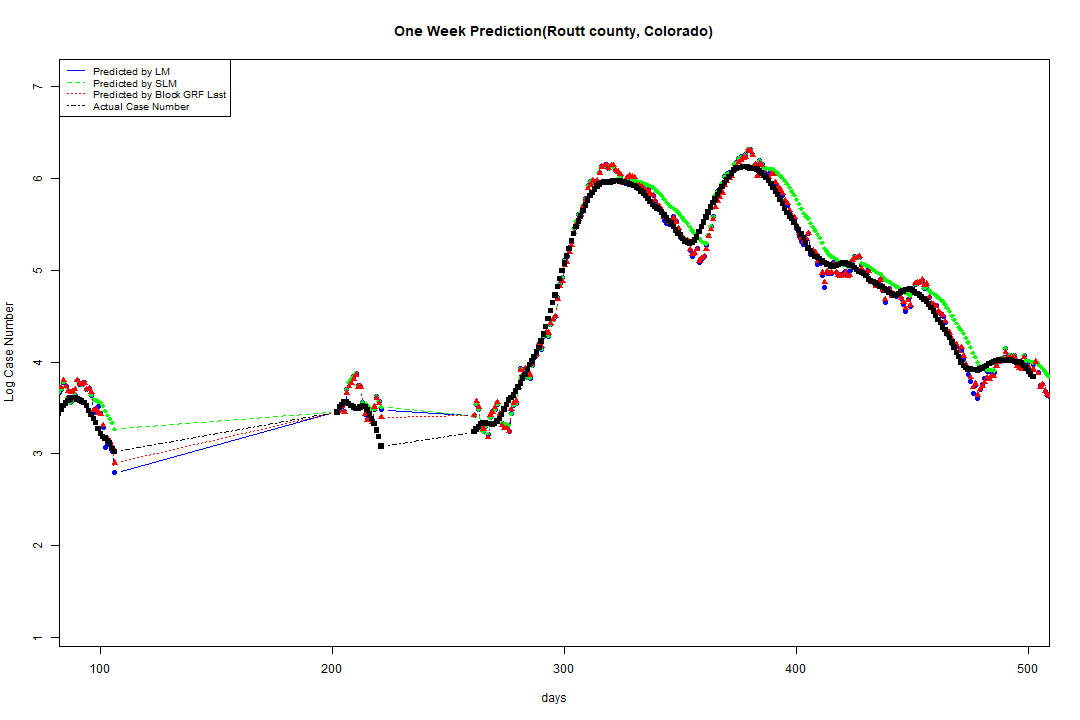 One Week Prediction(Routt county, Colorado)
Predicted by LM
Predicted by SLM
Predicted by Block GRF Last
Actual Case Number
7
6
5
4
3
2
1
Log Case Number
100 200 300 400 500
days